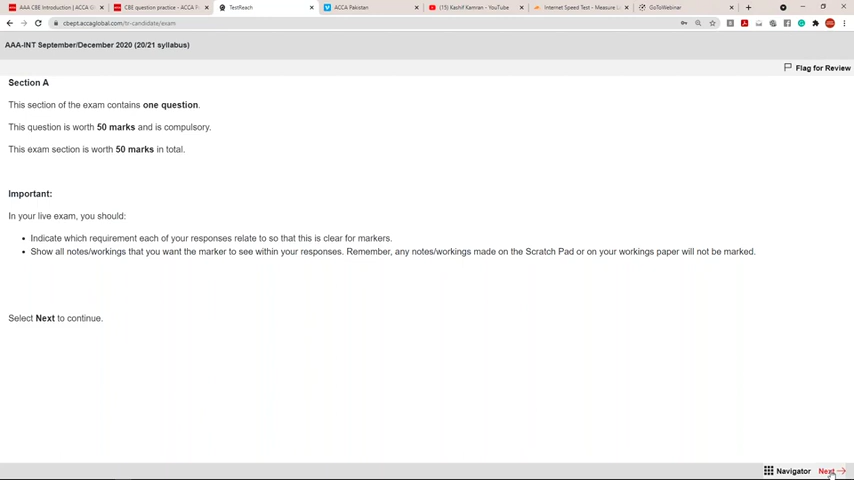 AAA CBE Introduction | ACCA G
CBE question practice - ACCA P
TestReach
ACCA Pakistan
(13) Kashif Kamran - YouTube
Internet Speed Test - Measure L
GoToWebinar
cbept.accaglobal.com/tr-candidate/exam
AAA-INT September/December 2020 (20/21 syllabus)
Flag for Review
Section A
This section of the exam contains one question.
This question is worth 50 marks and is compulsory.
This exam section is worth 50 marks in total.
Important:
In your live exam, you should:
Indicate which requirement each of your responses relate to so that this is clear for markers.
Show all notes/workings that you want the marker to see within your responses. Remember, any notes/workings made on the Scratch Pad or on your workings paper will not be marked.
Select Next to continue.
Navigator Next